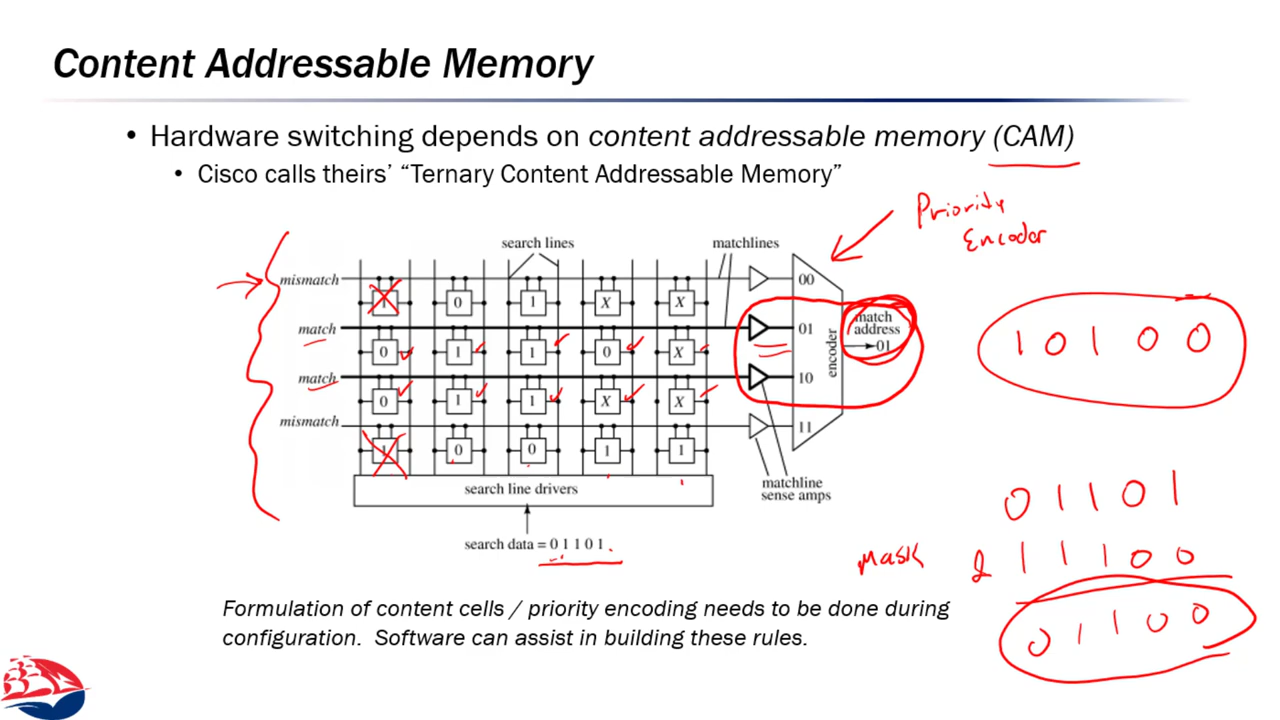 Content Addressable Memory
• Hardware switching depends on content addressable memory (CAM)
• Cisco calls theirs’ “Ternary Content Addressable Memory”
Priority
Encoder
search lines
matchlines
mismatch
00
1 0 1 X X
match
01
match
address
01
0 1 1 0 X
encoder
match
10
0 1 1 X X
mismatch
11
1 0 0 1 1
search line drivers
matchline
sense amps
search data = 0 1 1 0 1
1 0 1 0 0
0 1 1 0 1
Mask & 1 1 1 0 0
0 1 1 0 0
Formulation of content cells / priority encoding needs to be done during
configuration. Software can assist in building these rules.